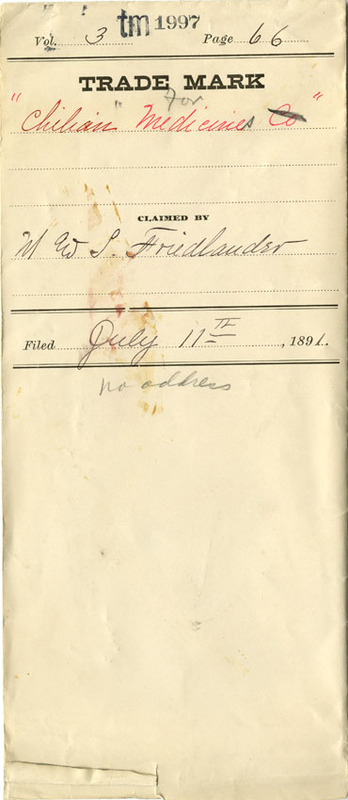 Vol. 3 tm 1997 Page 66
TRADE MARK
For
"Chilian" Medicines Co"
CLAIMED BY
M W S. Friedlander
Filed July 11th, 1891.
no address